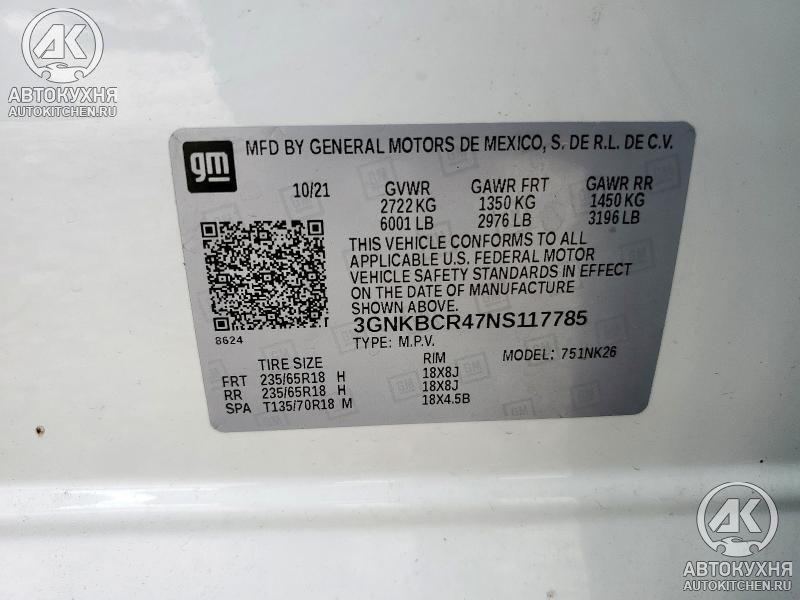 AK
АВТОКУХНЯ
AUTOKITCHEN.RU
gm
MFD BY GENERAL MOTORS DE MEXICO, S. DE R.L. DE C.V.
10/21 GVWR GAWR FRT GAWR RR
2722 KG 1350 KG 1450 KG
6001 LB 2976 LB 3196 LB
THIS VEHICLE CONFORMS TO ALL
APPLICABLE U.S. FEDERAL MOTOR
VEHICLE SAFETY STANDARDS IN EFFECT
ON THE DATE OF MANUFACTURE
SHOWN ABOVE.
3GNKBCR47NS117785
8624
TYPE: M.P.V. MODEL: 751NK26
TIRE SIZE RIM
FRT 235/65R18 H 18X8J
RR 235/65R18 H 18X8J
SPA T135/70R18 M 18X4.5B
AK
АВТОКУХНЯ
AUTOKITCHEN.RU